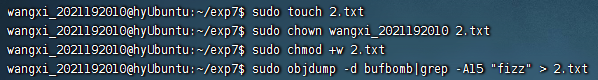 wangxi_2021192010@hyUbuntu:~/exp7$ sudo touch 2.txt
wangxi_2021192010@hyUbuntu:~/exp7$ sudo chown wangxi_2021192010 2.txt
wangxi_2021192010@hyUbuntu:~/exp7$ sudo chmod +w 2.txt
wangxi_2021192010@hyUbuntu:~/exp7$ sudo objdump -d bufbomb|grep -A15 "fizz" > 2.txt